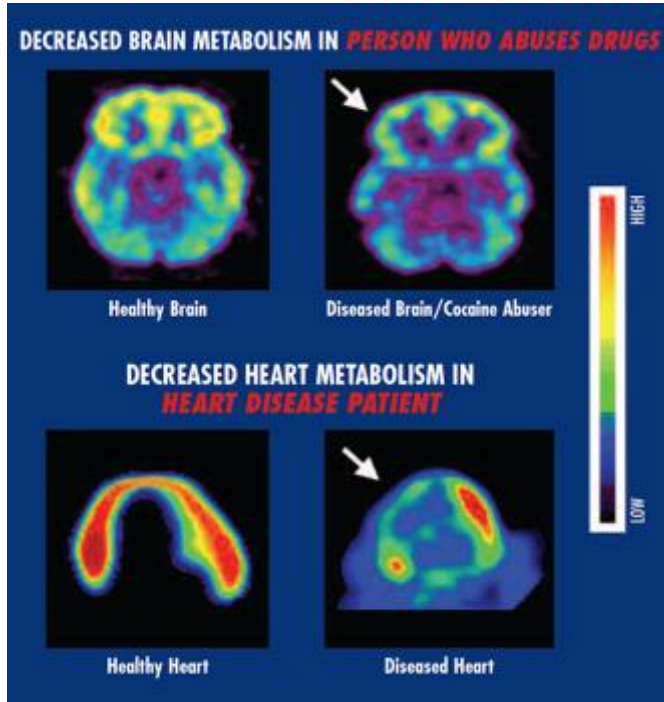 DECREASED BRAIN METABOLISM IN PERSON WHO ABUSES DRUGS
Healthy Brain
Diseased Brain/Cocaine Abuser
HIGH
LOW
DECREASED HEART METABOLISM IN
HEART DISEASE PATIENT
Healthy Heart
Diseased Heart